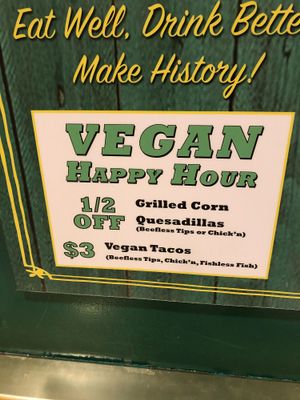 Eat Well, Drink Bette
Make History!
VEGAN
HAPPY HOUR
1/2 Grilled Corn
OFF Quesadillas
(Beefless Tips or Chick'n)
$3 Vegan Tacos
(Beefless Tips, Chick'n, Fishless Fish)